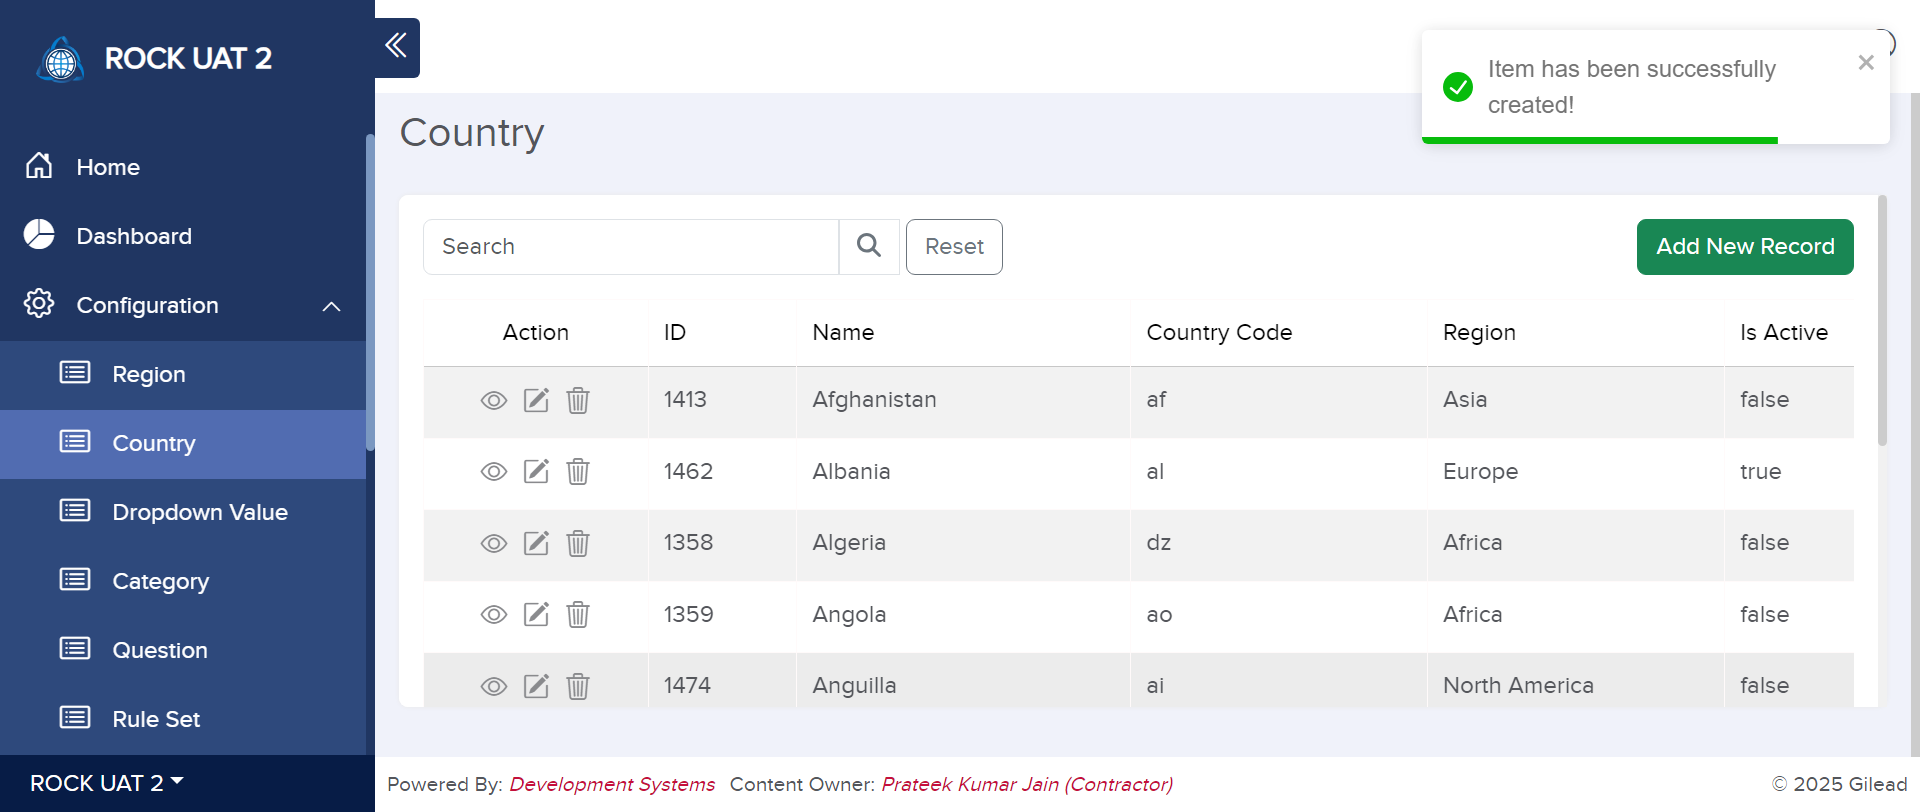 ROCK UAT 2
Home
Dashboard
Configuration
Region
Country
Dropdown Value
Category
Question
Rule Set
ROCK UAT 2
Item has been successfully
created!
Country
Search
Reset
Add New Record
Action ID Name Country Code Region Is Active
1413 Afghanistan af Asia false
1462 Albania al Europe true
1358 Algeria dz Africa false
1359 Angola ao Africa false
1474 Anguilla ai North America false
Powered By: Development Systems Content Owner: Prateek Kumar Jain (Contractor)
© 2025 Gilead